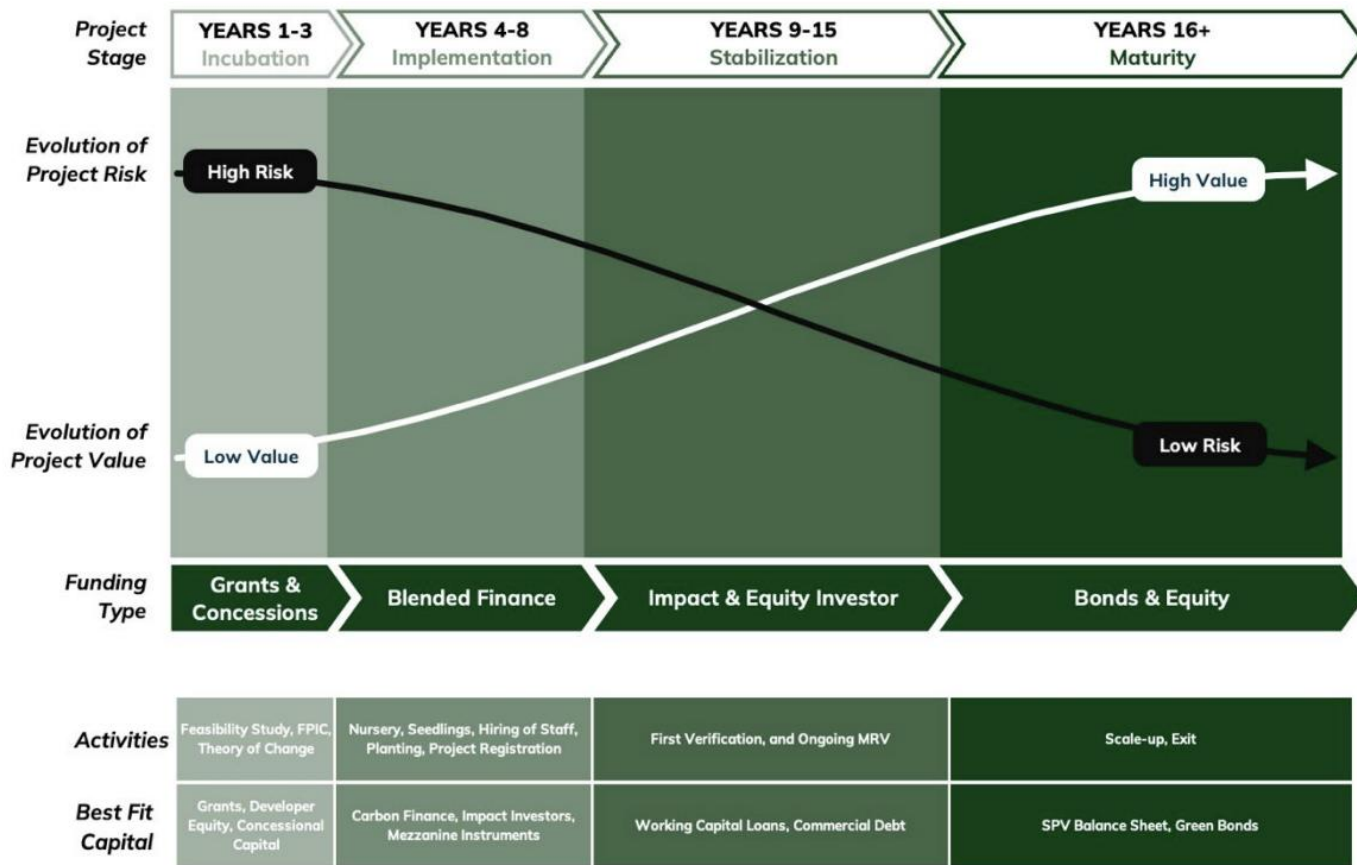 Project
Stage
YEARS 1-3
Incubation
YEARS 4-8
Implementation
YEARS 9-15
Stabilization
YEARS 16+
Maturity
Evolution of
Project Risk
High Risk
High Value
Evolution of
Project Value
Low Value
Low Risk
Funding
Type
Grants &
Concessions
Blended Finance
Impact & Equity Investor
Bonds & Equity
Activities
Feasibility Study, FPIC,
Theory of Change
Nursery, Seedlings, Hiring of Staff,
Planting, Project Registration
First Verification, and Ongoing MRV
Scale-up, Exit
Best Fit
Capital
Grants, Developer
Equity, Concessional
Capital
Carbon Finance, Impact Investors,
Mezzanine Instruments
Working Capital Loans, Commercial Debt
SPV Balance Sheet, Green Bonds